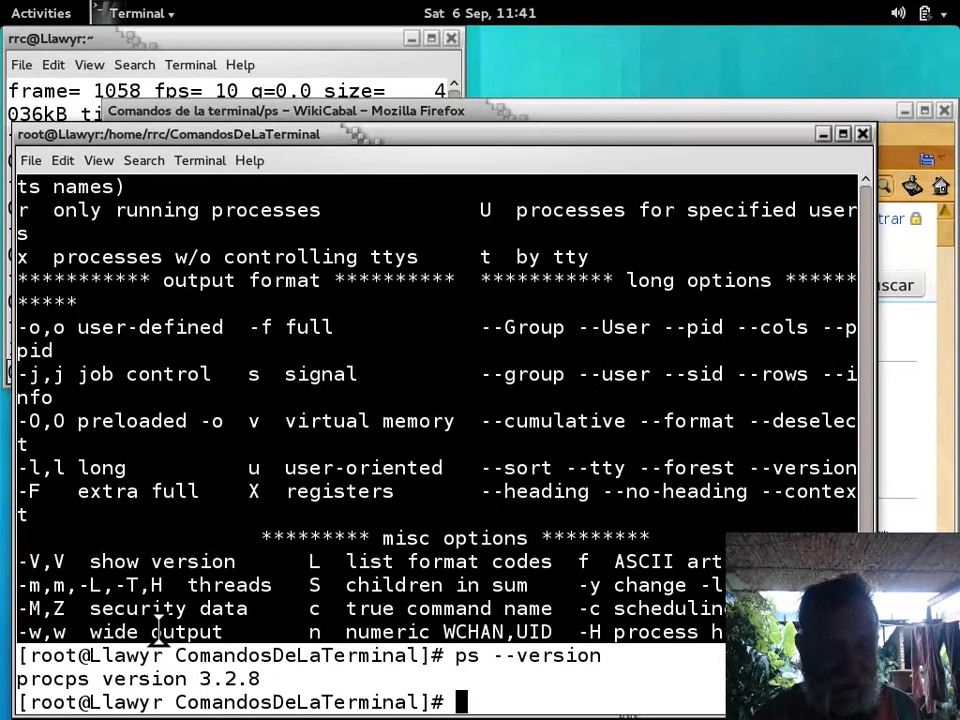 Activities Terminal Sat 6 Sep, 11:41
rrc@Llawyr:~
File Edit View Search Terminal Help
frame= 1058 fps= 10 q=0.0 size= 4
036kB ti
Comandos de la terminal/ps – WikiCabal – Mozilla Firefox
root@Llawyr:/home/rrc/ComandosDeLaTerminal
File Edit View Search Terminal Help
ts names)
r only running processes U processes for specified user
s
x processes w/o controlling ttys t by tty
*********** output format ********** *********** long options ******
*****
-o,o user-defined -f full --Group --User --pid --cols --p
pid
-j,j job control s signal --group --user --sid --rows --i
nfo
-O,O preloaded -o v virtual memory --cumulative --format --deselec
t
-l,l long u user-oriented --sort --tty --forest --version
-F extra full X registers --heading --no-heading --contex
t
********* misc options *********
-V,V show version L list format codes f ASCII art
-m,m,-L,-T,H threads S children in sum -y change -l
-M,Z security data c true command name -c scheduling
-w,w wide output n numeric WCHAN,UID -H process h
[root@Llawyr ComandosDeLaTerminal]# ps --version
procps version 3.2.8
[root@Llawyr ComandosDeLaTerminal]#
trar
scar